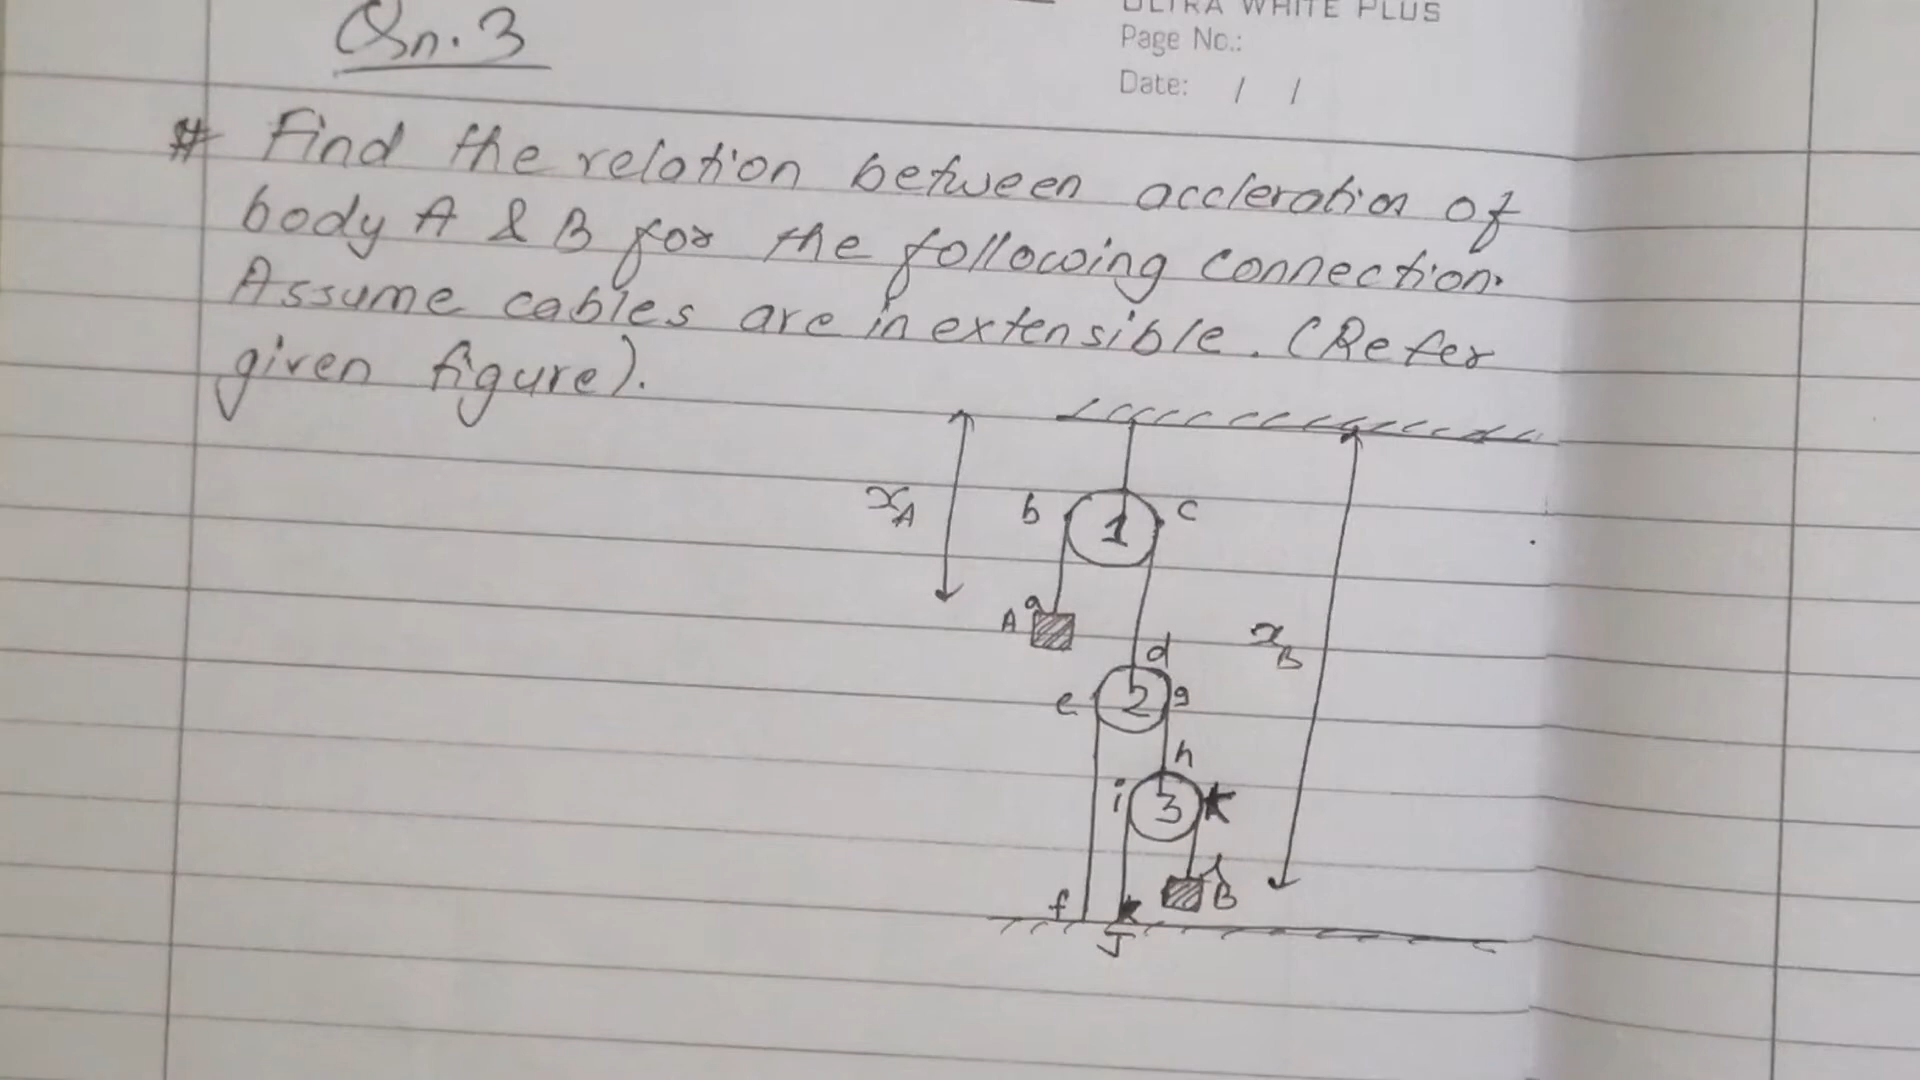 Qn. 3
ULTRA WHITE PLUS
Page No.:
Date: / /
# Find the relation between accleration of
body A & B for the following connection.
Assume cables are inextensible. (Refer
given figure).
xA
b
1
c
A
a
xB
d
e
2
g
h
i
3
k
l
B
f
J